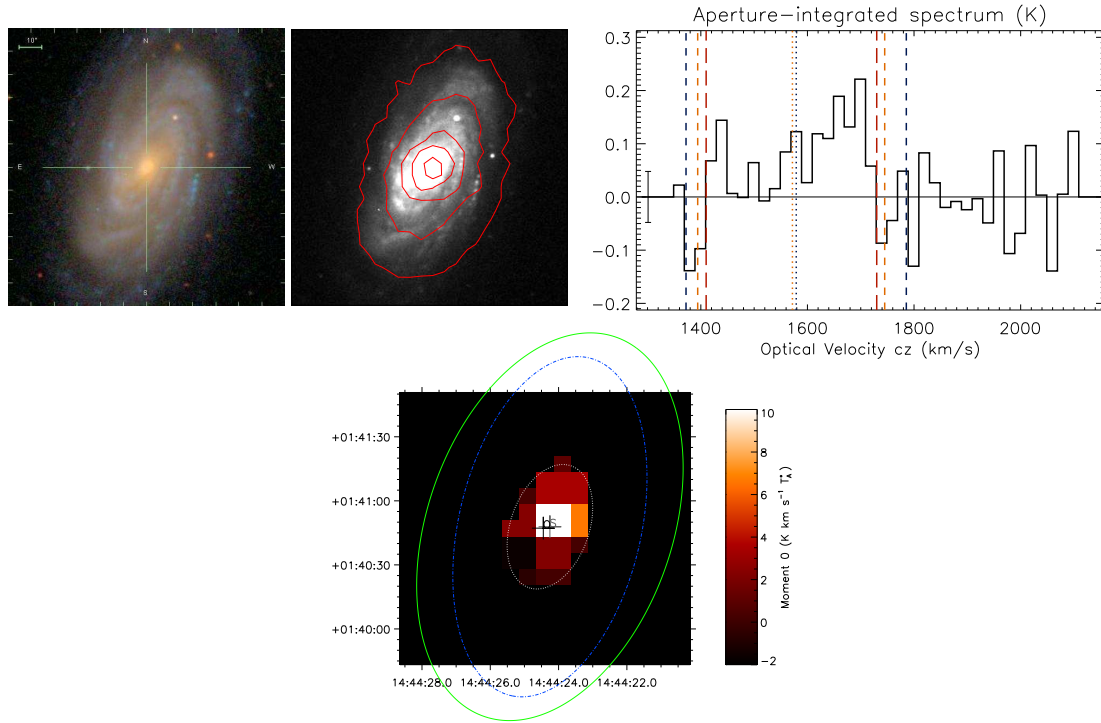 Aperture−integrated spectrum (K)
10"
N
E
W
S
0.3
0.2
0.1
0.0
−0.1
−0.2
1400 1600 1800 2000
Optical Velocity cz (km/s)
+01:41:30
+01:41:00
+01:40:30
+01:40:00
14:44:28.0 14:44:26.0 14:44:24.0 14:44:22.0
10
8
6
4
2
0
−2
Moment 0 (K km s⁻¹ T*A)